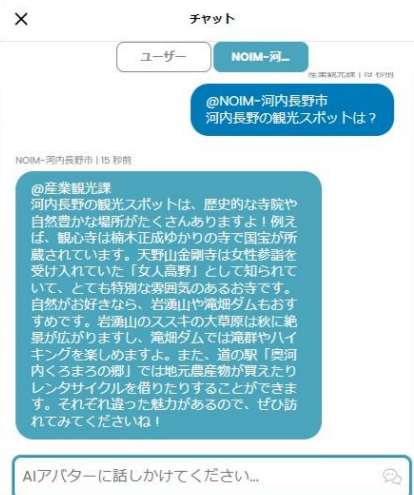 チャット
ユーザー
NOIM-河...
産業観光課 | 19 秒前
@NOIM-河内長野市
河内長野の観光スポットは？
NOIM-河内長野市 | 15 秒前
@産業観光課
河内長野の観光スポットは、歴史的な寺院や
自然豊かな場所がたくさんありますよ！例え
ば、観心寺は楠木正成ゆかりの寺で国宝が所
蔵されています。天野山金剛寺は女性参詣を
受け入れていた「女人高野」として知られて
いて、とても特別な雰囲気のあるお寺です。
自然がお好きなら、岩湧山や滝畑ダムもおす
すめです。岩湧山のススキの大草原は秋に絶
景が広がりますし、滝畑ダムでは滝群やハイ
キングを楽しめますよ。また、道の駅「奥河
内くろまろの郷」では地元農産物が買えたり
レンタサイクルを借りたりすることができま
す。それぞれ違った魅力があるので、ぜひ訪
れてみてくださいね！
AIアバターに話しかけてください...